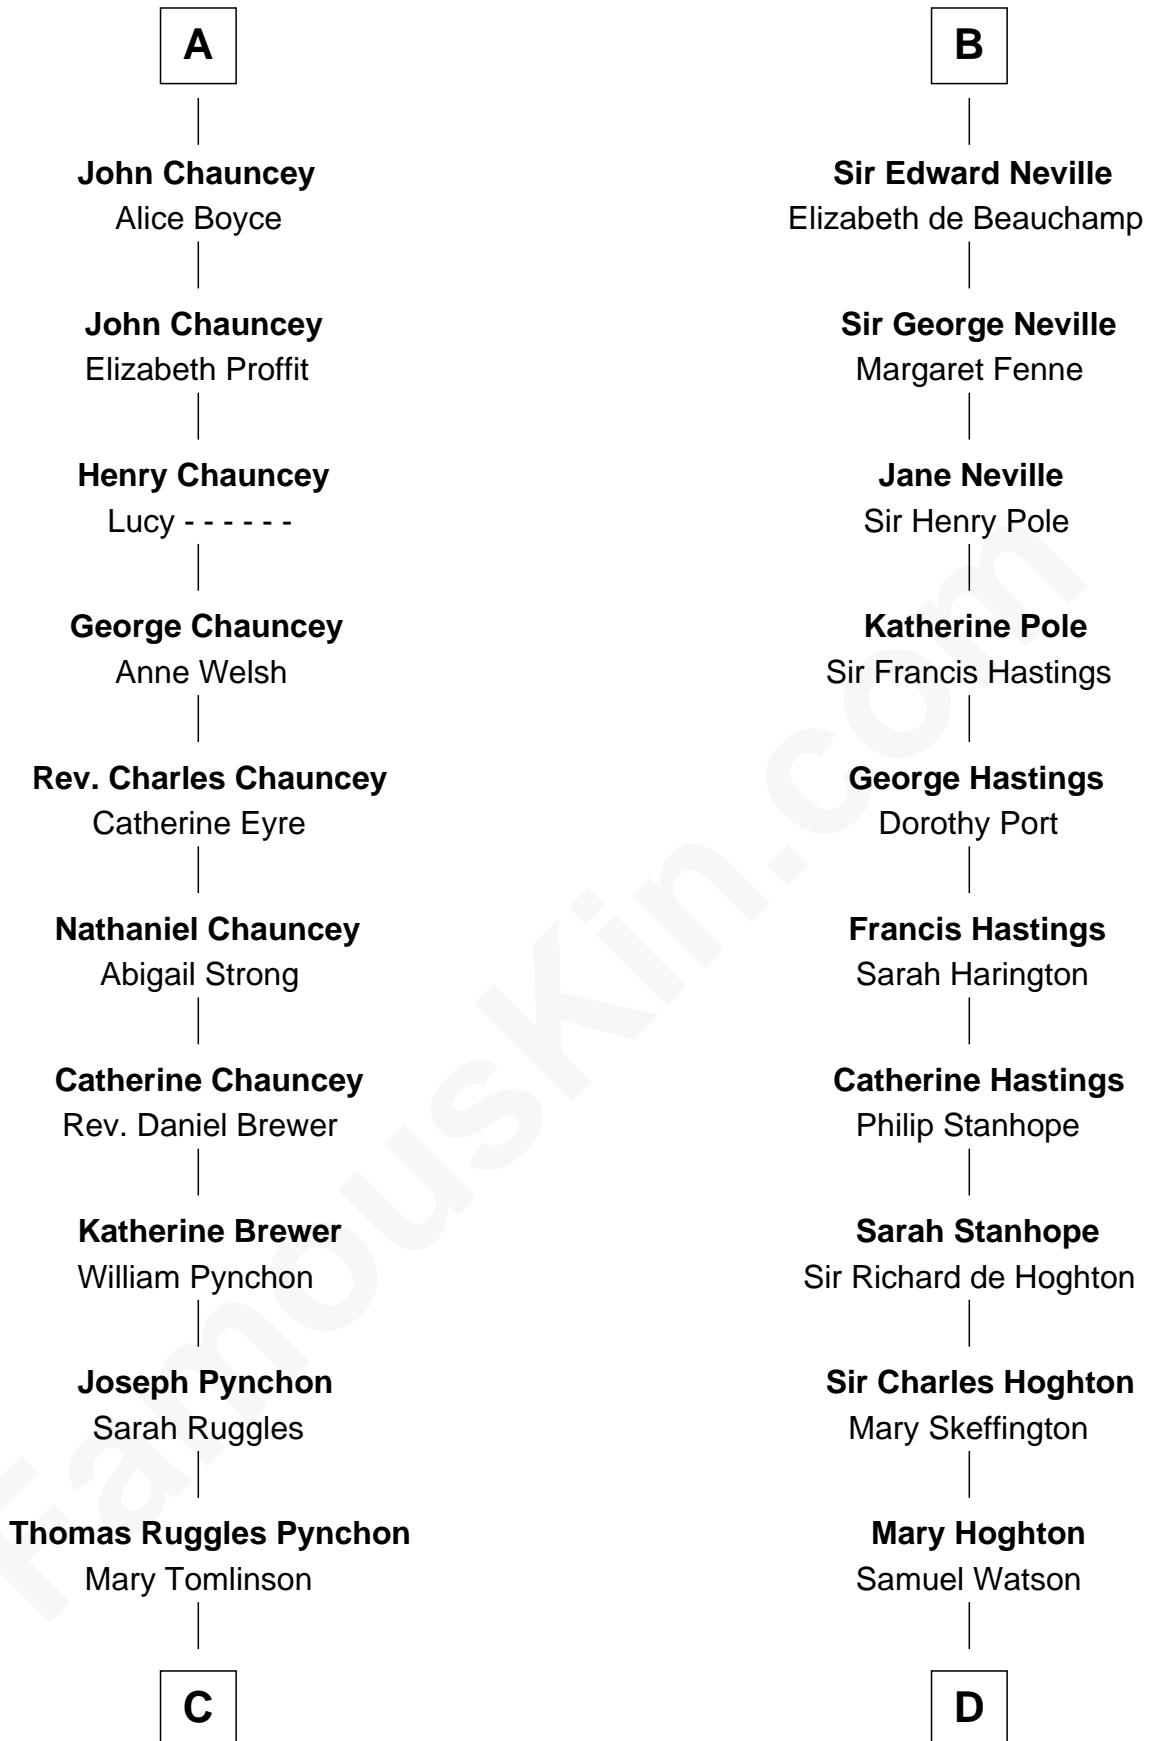 A
John Chauncey
Alice Boyce
John Chauncey
Elizabeth Proffit
Henry Chauncey
Lucy - - - - - -
George Chauncey
Anne Welsh
Rev. Charles Chauncey
Catherine Eyre
Nathaniel Chauncey
Abigail Strong
Catherine Chauncey
Rev. Daniel Brewer
Katherine Brewer
William Pynchon
Joseph Pynchon
Sarah Ruggles
Thomas Ruggles Pynchon
Mary Tomlinson
C
B
Sir Edward Neville
Elizabeth de Beauchamp
Sir George Neville
Margaret Fenne
Jane Neville
Sir Henry Pole
Katherine Pole
Sir Francis Hastings
George Hastings
Dorothy Port
Francis Hastings
Sarah Harington
Catherine Hastings
Philip Stanhope
Sarah Stanhope
Sir Richard de Hoghton
Sir Charles Hoghton
Mary Skeffington
Mary Hoghton
Samuel Watson
D
FamousKin.com